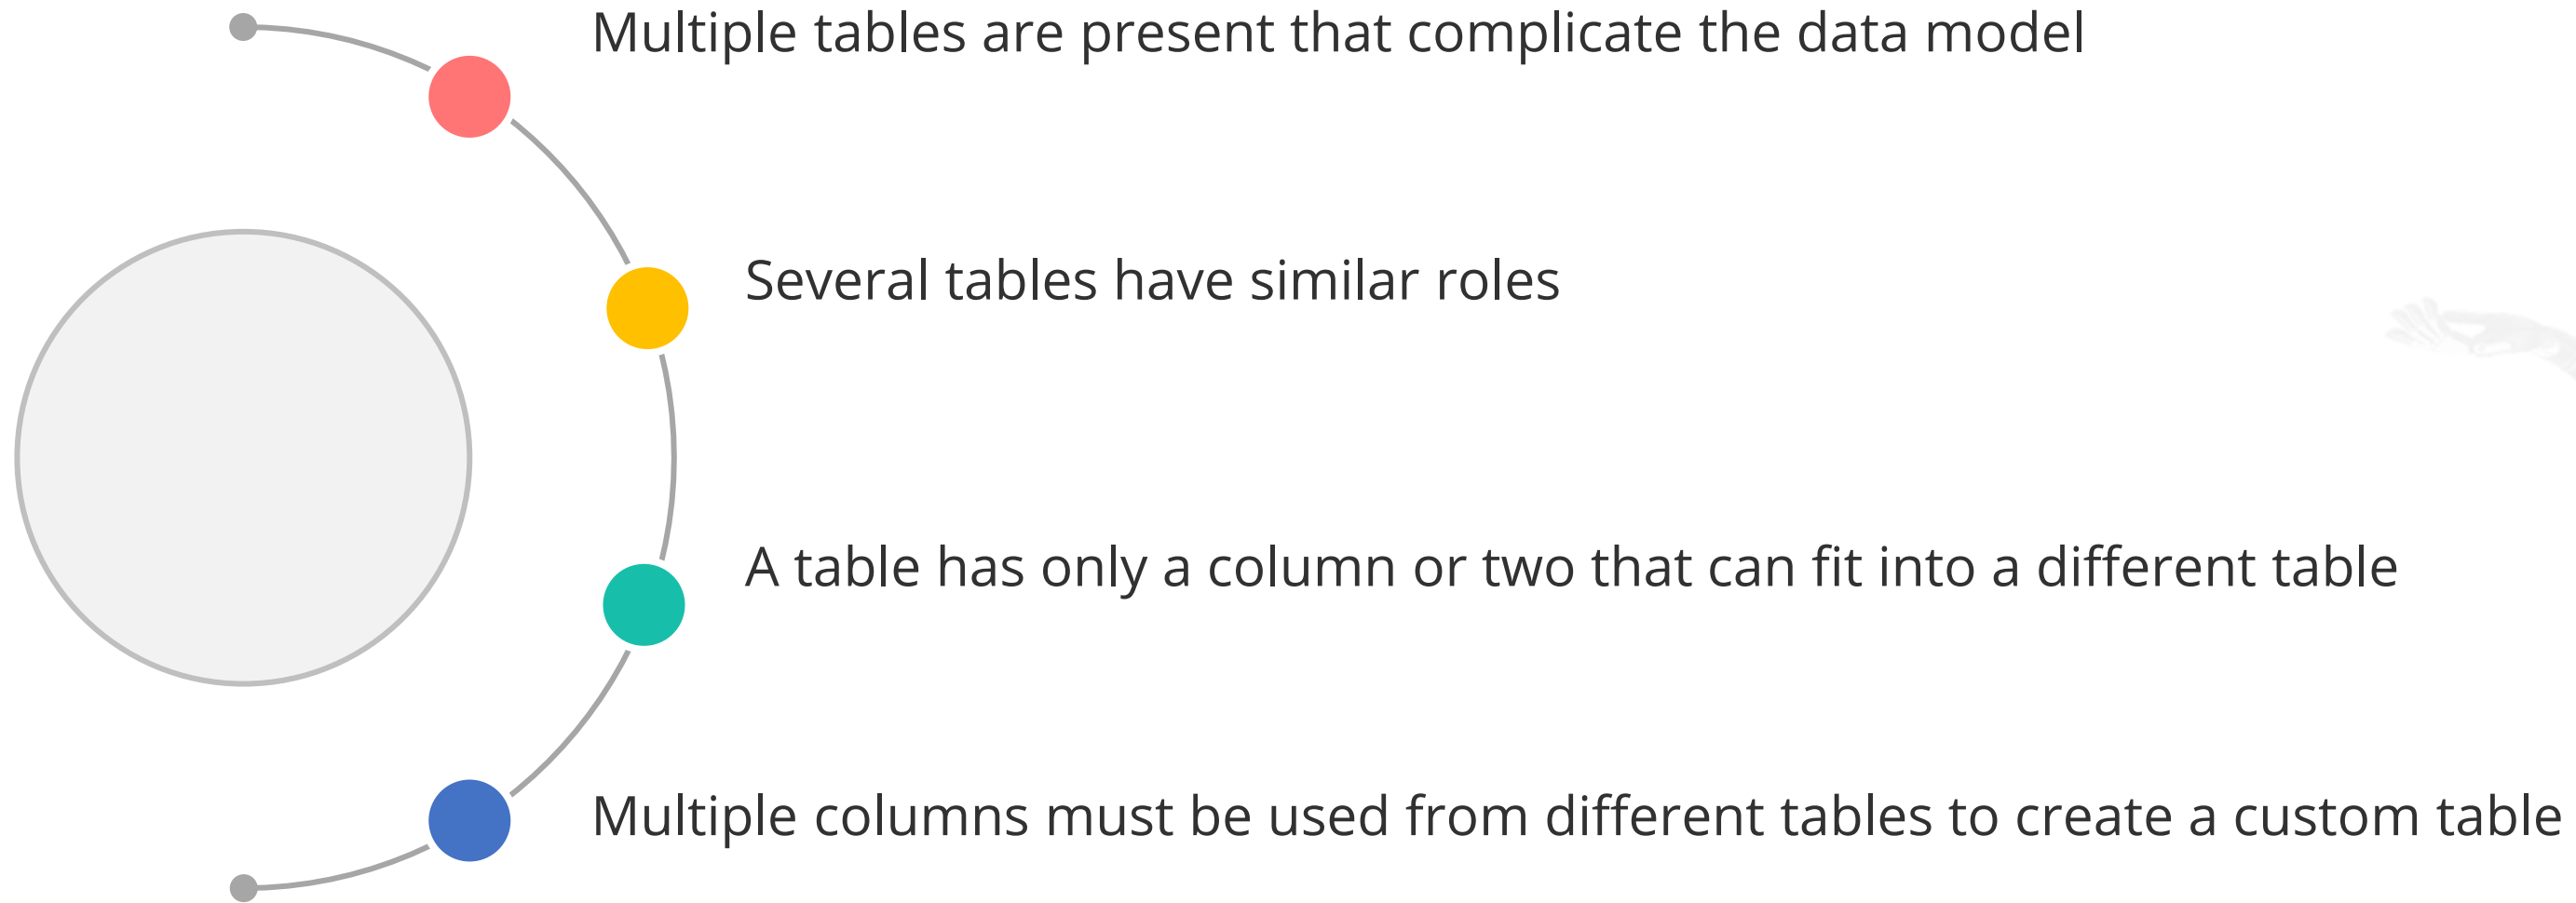 Multiple tables are present that complicate the data model
Several tables have similar roles
A table has only a column or two that can fit into a different table
Multiple columns must be used from different tables to create a custom table